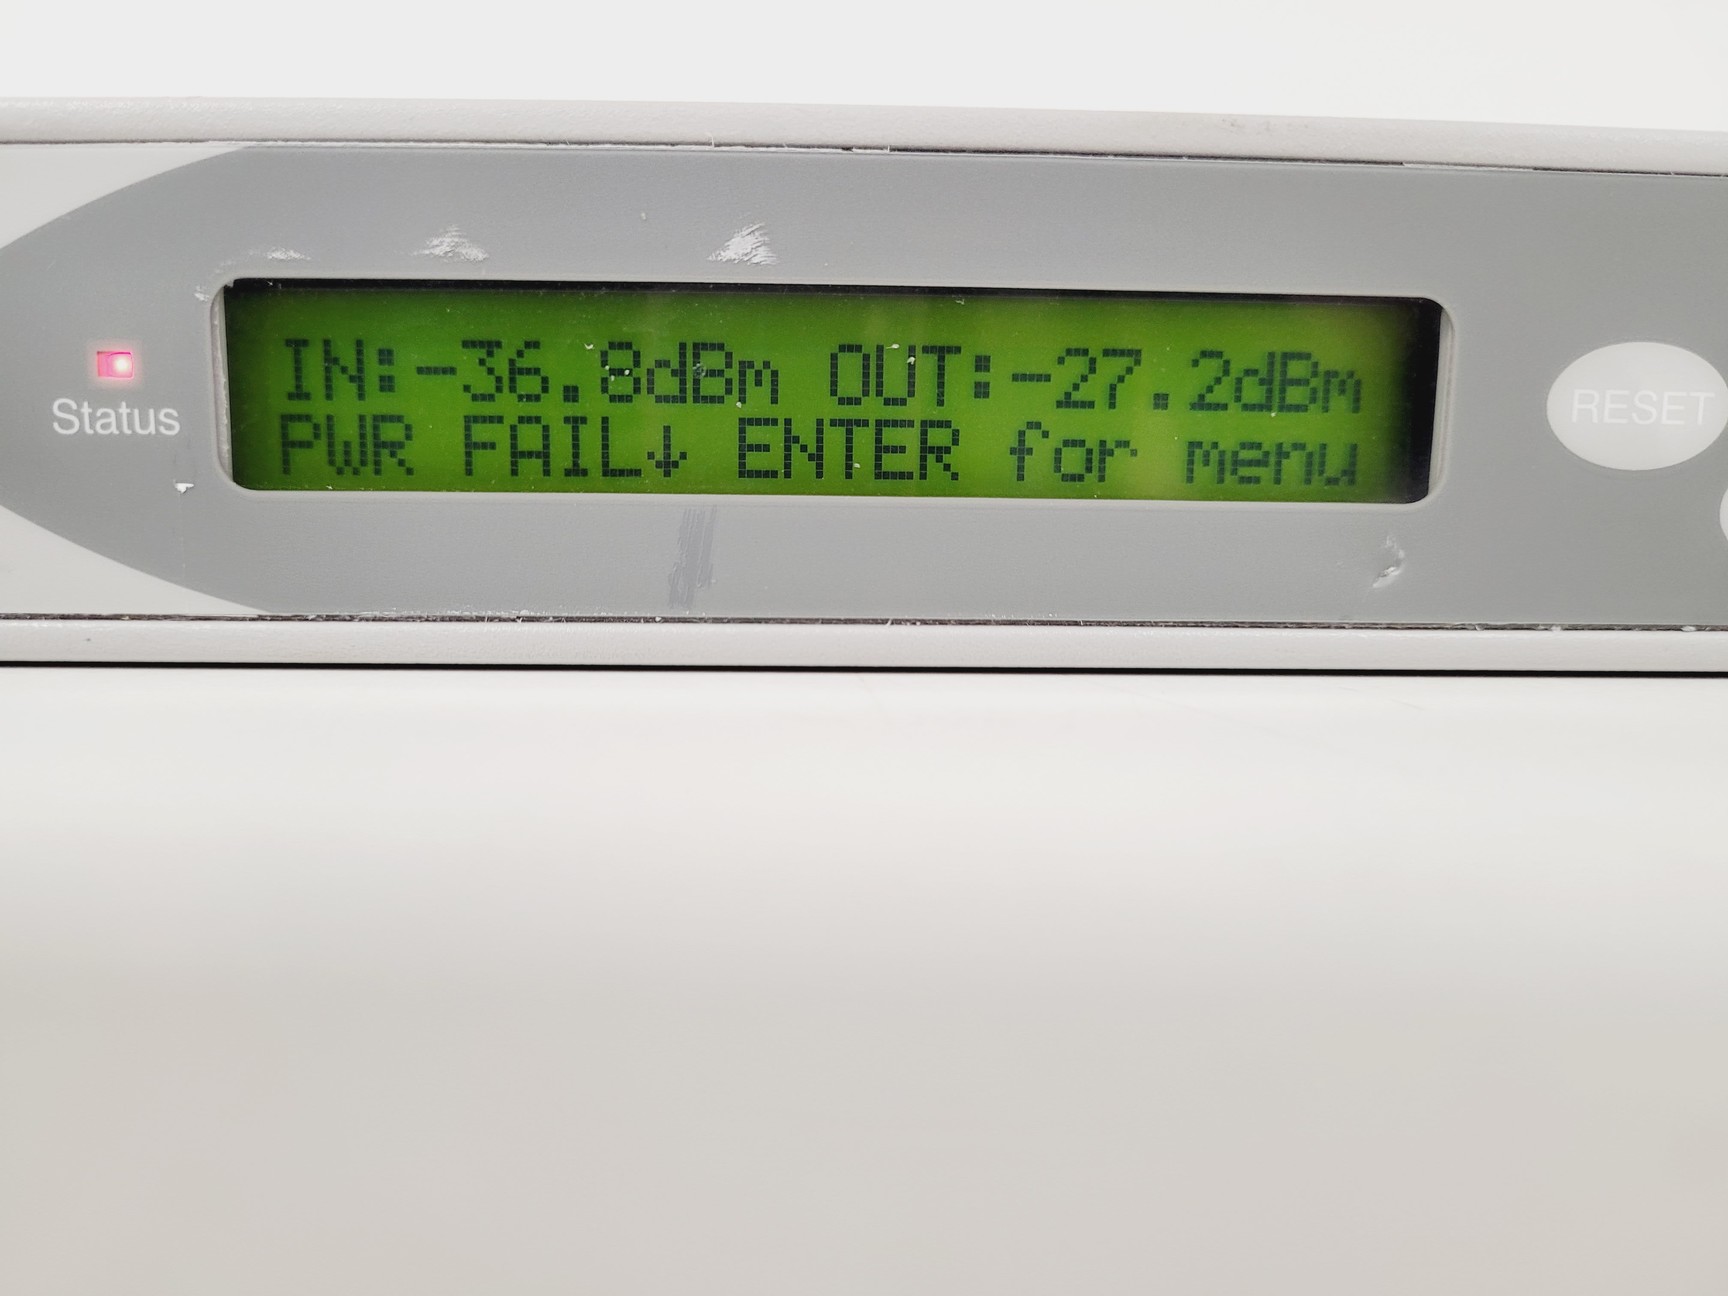 IN:-36.8dBm OUT:-27.2dBm
PWR FAIL↓ ENTER for menu
Status
RESET